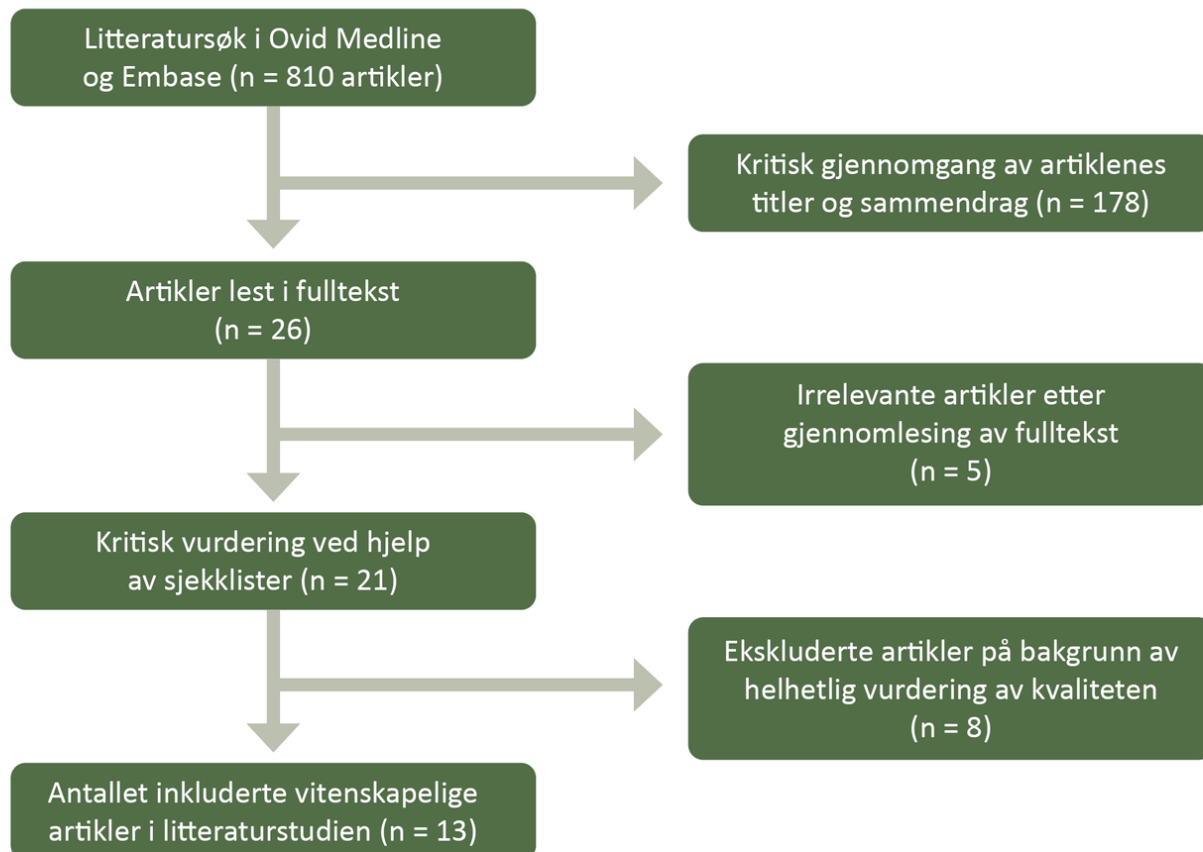 Litteratursøk i Ovid Medline
og Embase (n = 810 artikler)
Kritisk gjennomgang av artiklenes
titler og sammendrag (n = 178)
Artikler lest i fulltekst
(n = 26)
Irrelevante artikler etter
gjennomlesing av fulltekst
(n = 5)
Kritisk vurdering ved hjelp
av sjekklister (n = 21)
Ekskluderte artikler på bakgrunn av
helhetlig vurdering av kvaliteten
(n = 8)
Antallet inkluderte vitenskapelige
artikler i litteraturstudien (n = 13)